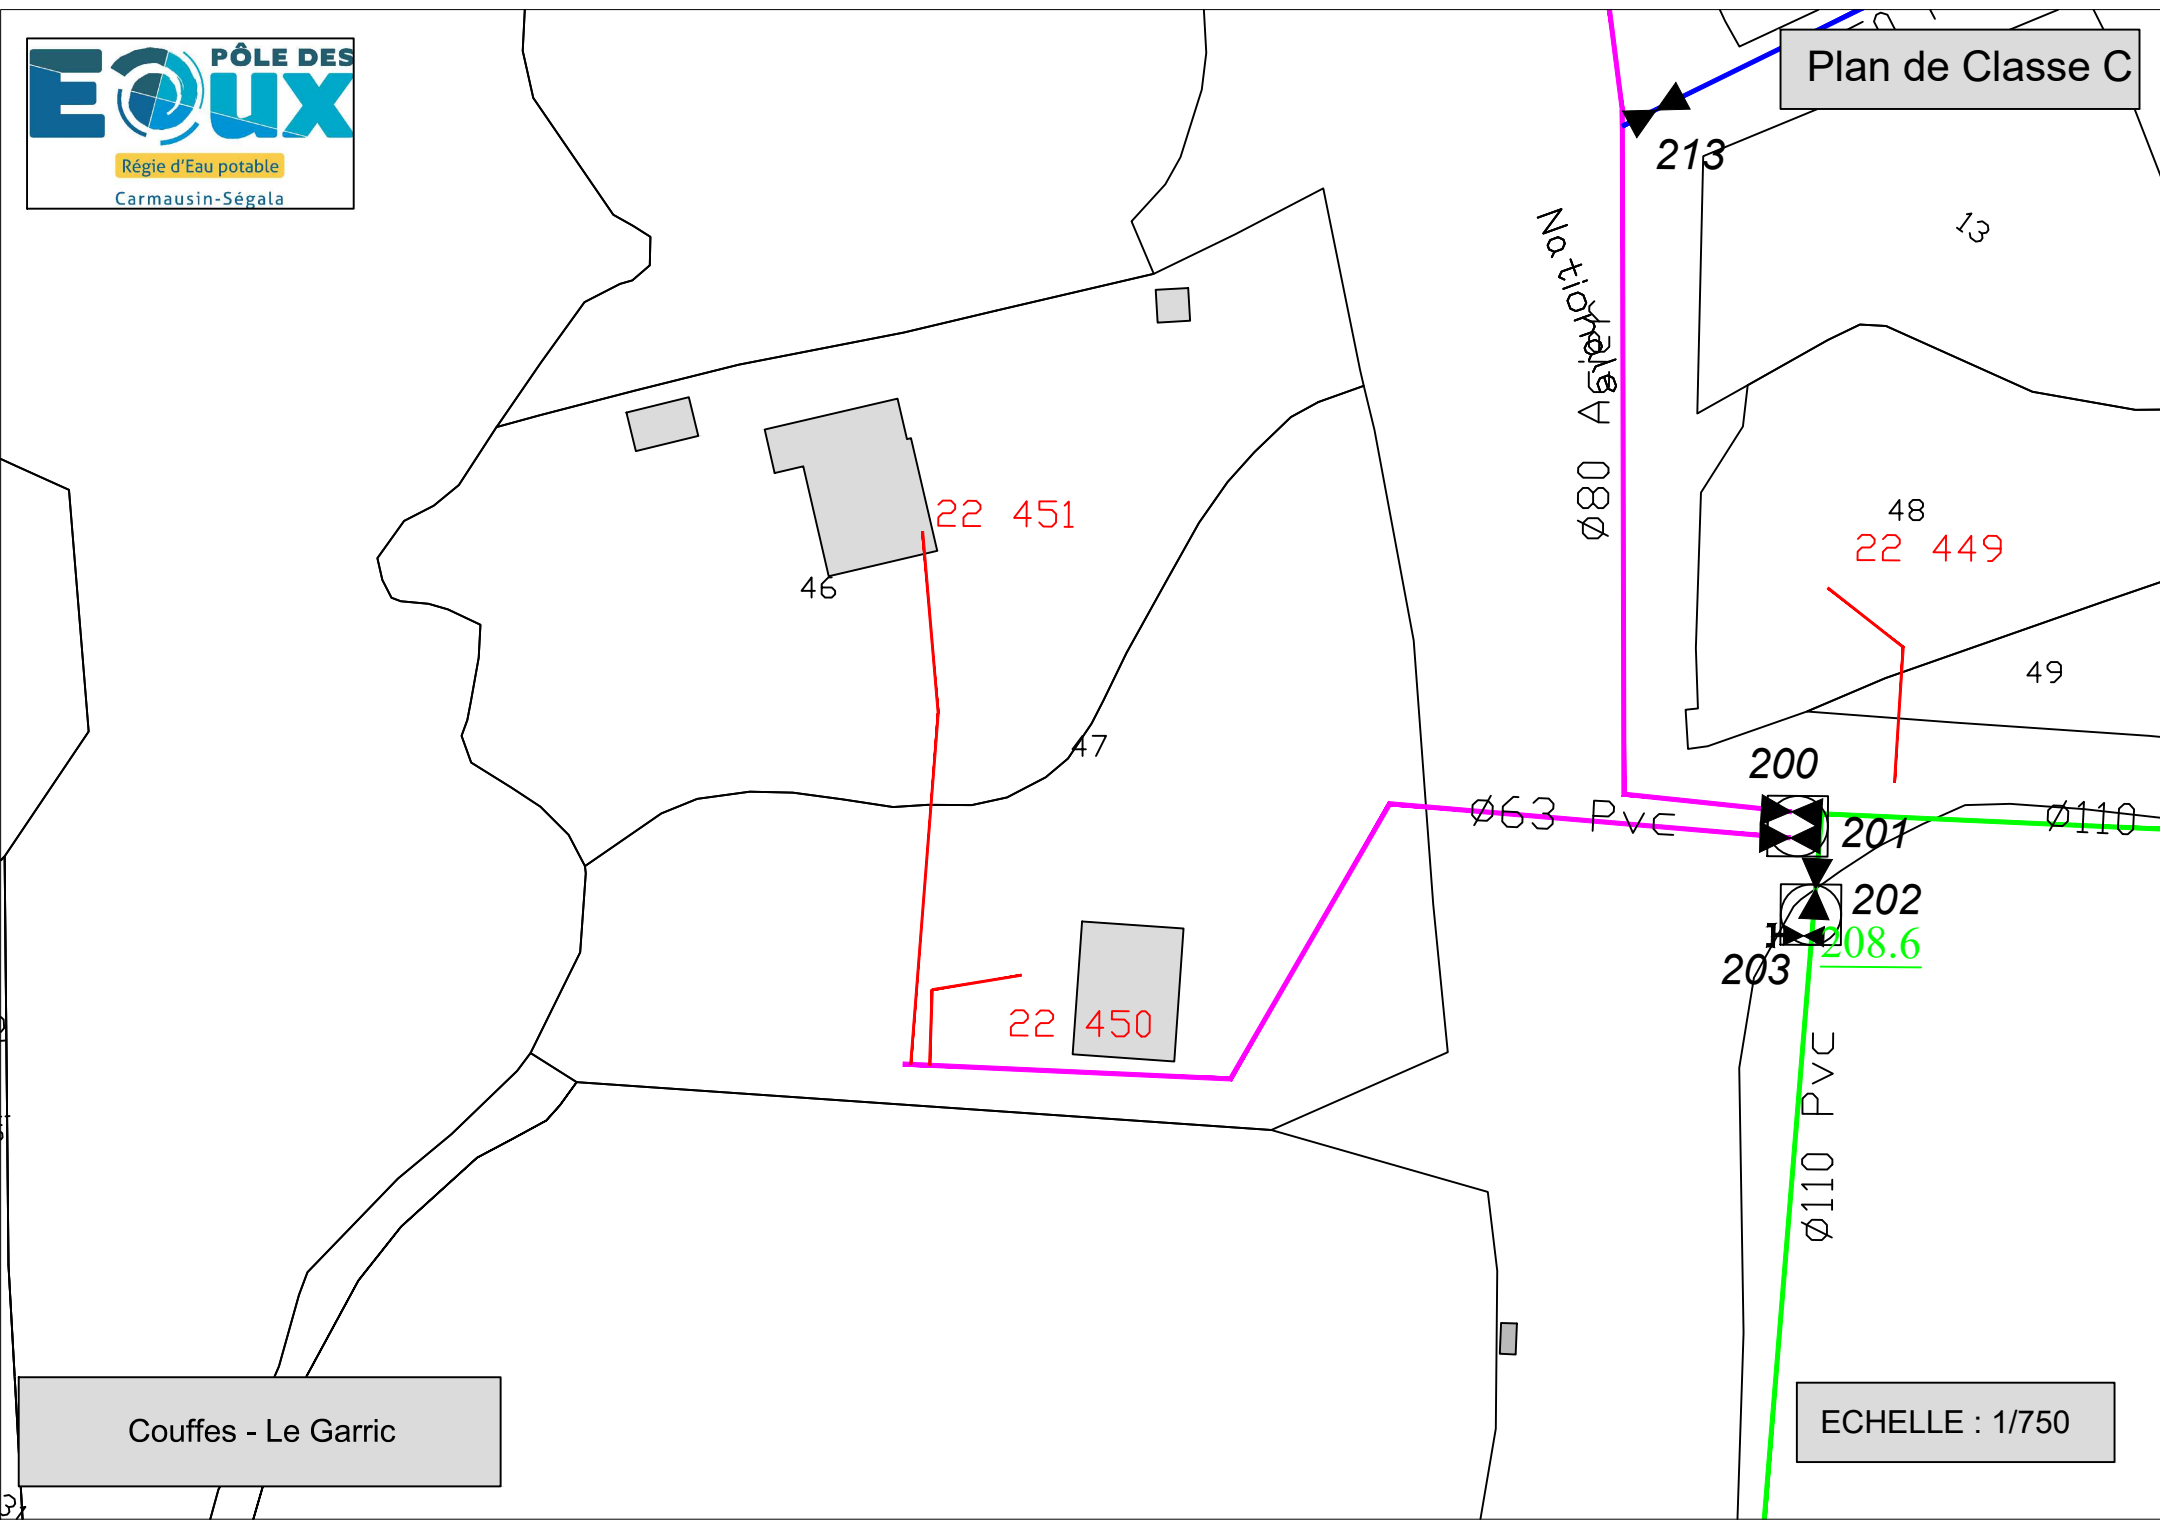 PÔLE DES
EAUX
Régie d'Eau potable
Carmausin-Ségala
Plan de Classe C
213
13
Nationale
Ø80
22 451
46
48
22 449
49
47
200
Ø63 Pvc
201
Ø110
202
208.6
203
22 450
Ø110 Pvc
Couffes - Le Garric
ECHELLE : 1/750